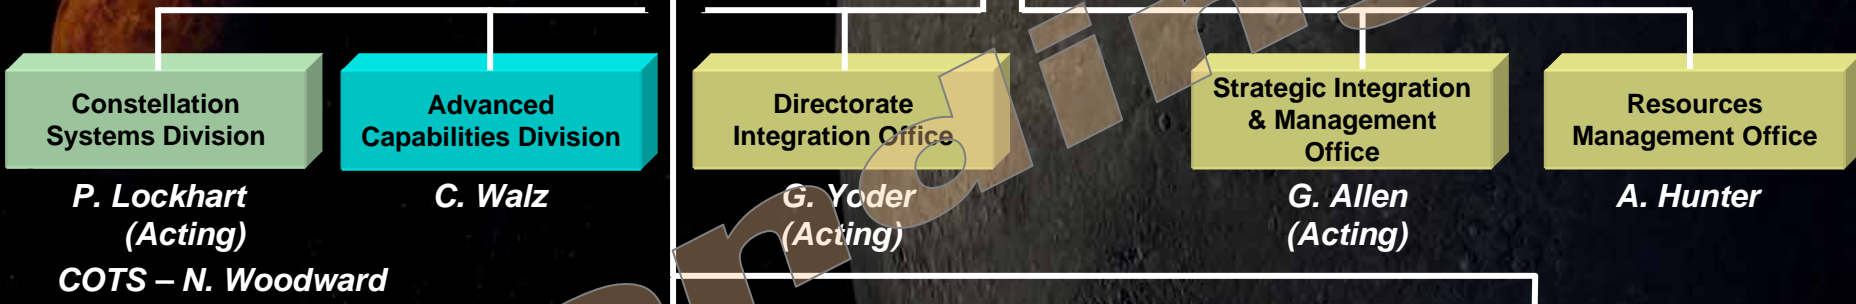 Constellation
Systems Division
P. Lockhart
(Acting)
COTS – N. Woodward
Advanced
Capabilities Division
C. Walz
Directorate
Integration Office
G. Yoder
(Acting)
Strategic Integration
& Management
Office
G. Allen
(Acting)
Resources
Management Office
A. Hunter